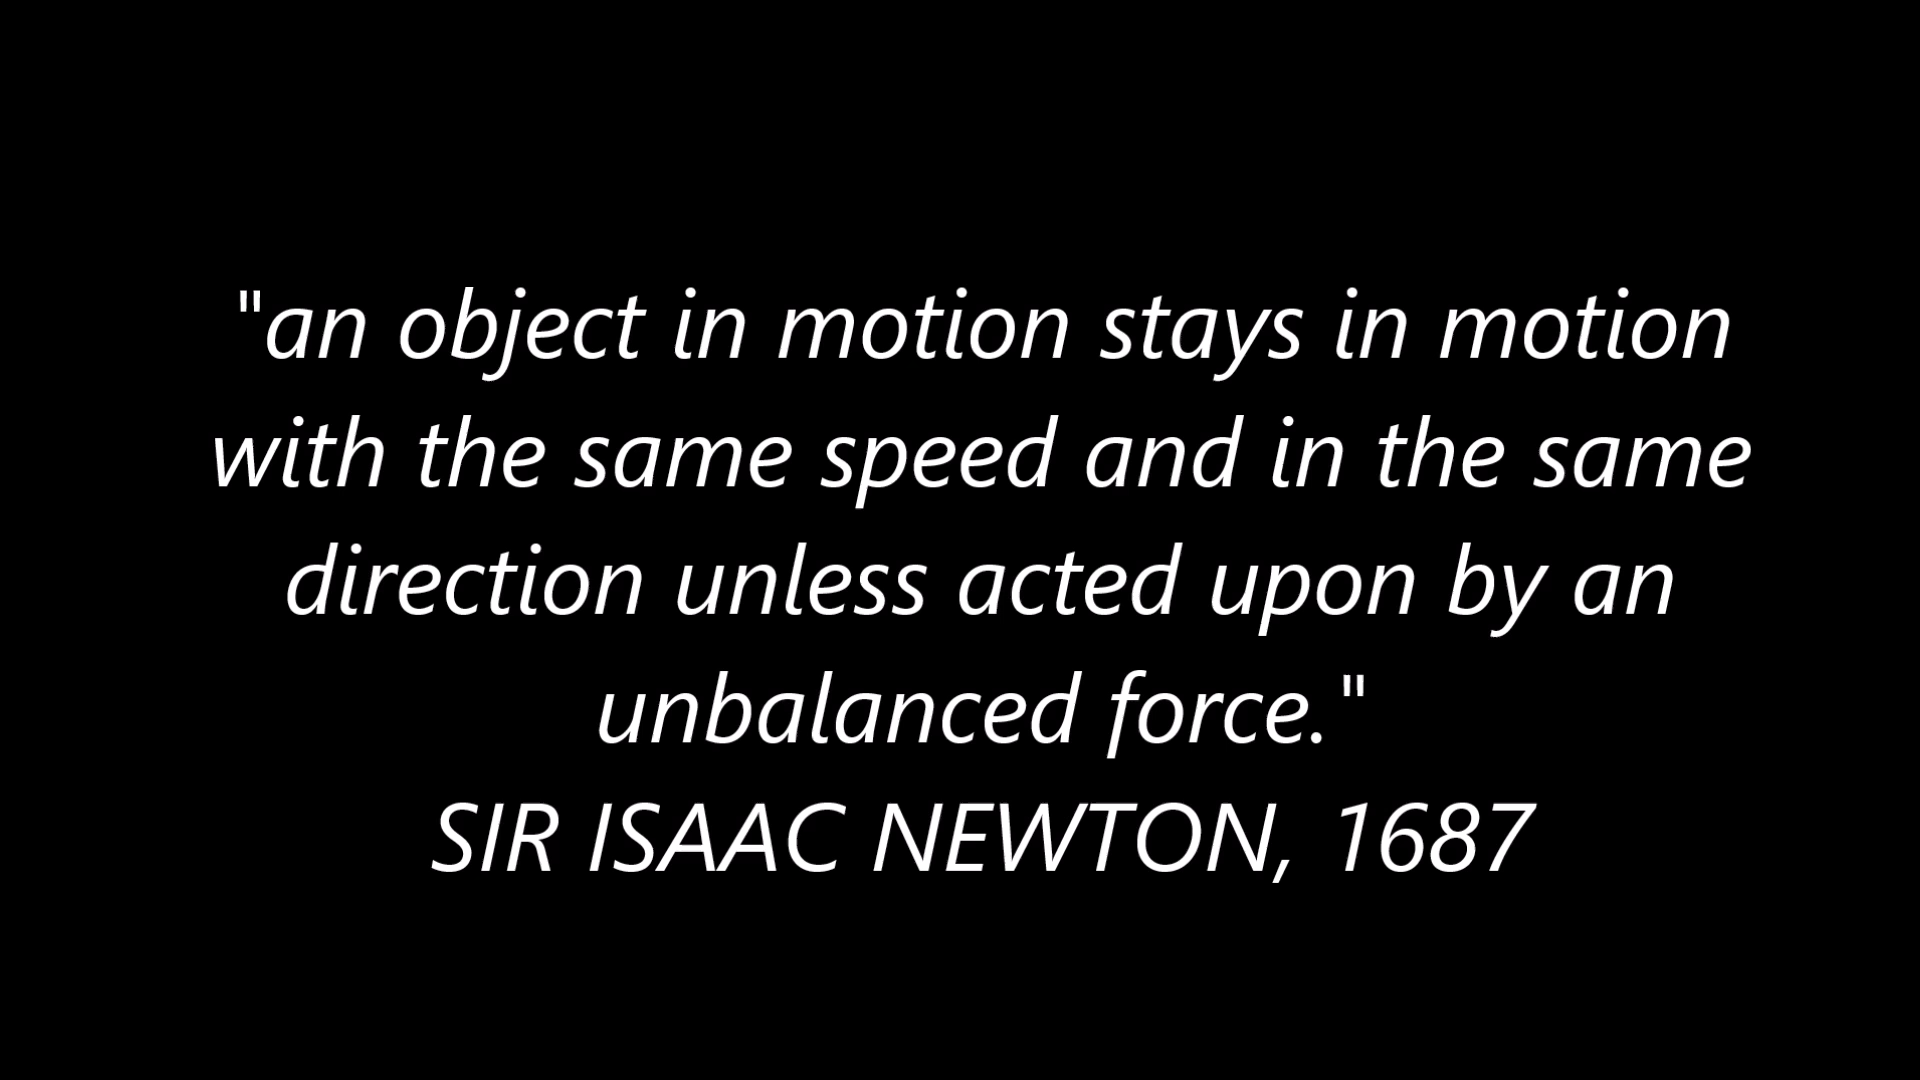 "an object in motion stays in motion
with the same speed and in the same
direction unless acted upon by an
unbalanced force."
SIR ISAAC NEWTON, 1687